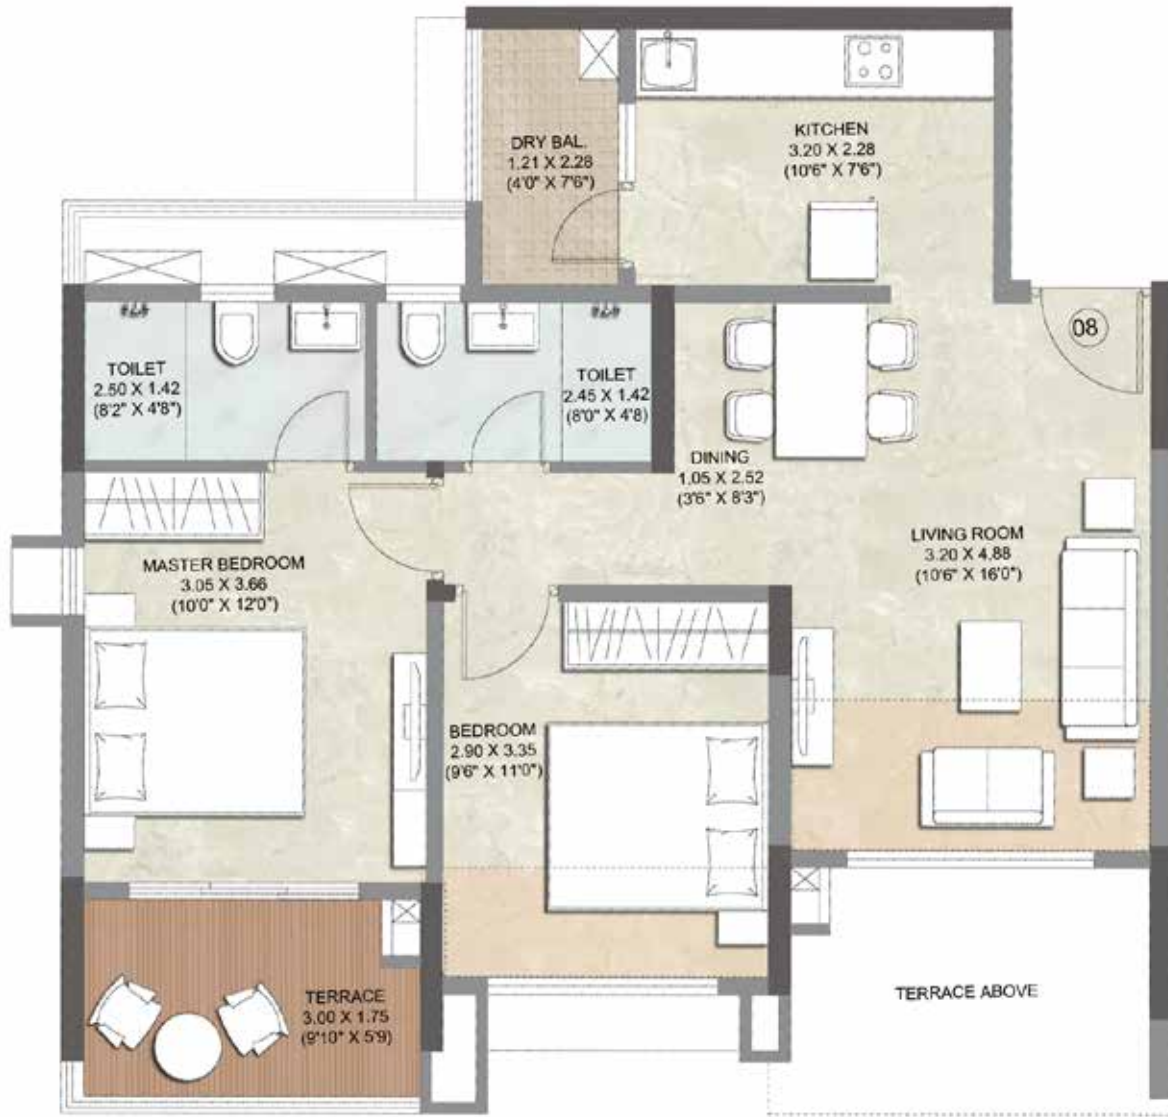 DRY BAL.
1.21 X 2.28
(4'0" X 7'6")
KITCHEN
3.20 X 2.28
(10'6" X 7'6")
08
TOILET
2.50 X 1.42
(8'2" X 4'8")
TOILET
2.45 X 1.42
(8'0" X 4'8)
DINING
1.05 X 2.52
(3'6" X 8'3")
LIVING ROOM
3.20 X 4.88
(10'6" X 16'0")
MASTER BEDROOM
3.05 X 3.66
(10'0" X 12'0")
BEDROOM
2.90 X 3.35
(9'6" X 11'0")
TERRACE
3.00 X 1.75
(9'10" X 5'9)
TERRACE ABOVE